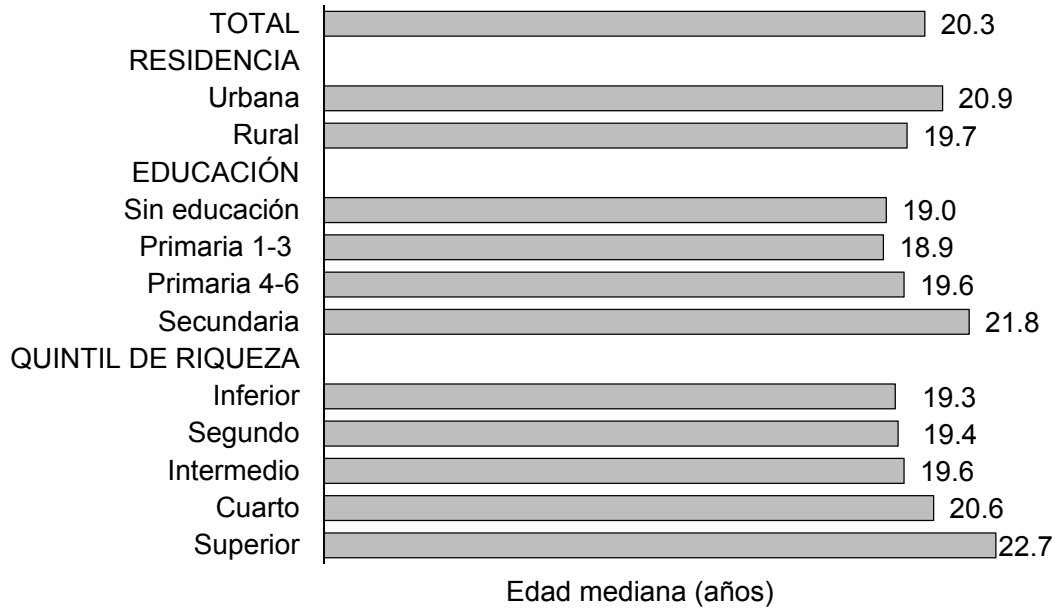 TOTAL 20.3
RESIDENCIA
Urbana 20.9
Rural 19.7
EDUCACIÓN
Sin educación 19.0
Primaria 1-3 18.9
Primaria 4-6 19.6
Secundaria 21.8
QUINTIL DE RIQUEZA
Inferior 19.3
Segundo 19.4
Intermedio 19.6
Cuarto 20.6
Superior 22.7
Edad mediana (años)